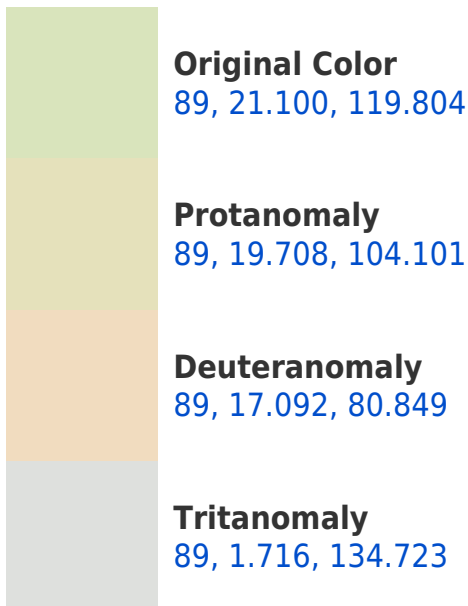 Original Color
89, 21.100, 119.804
Protanomaly
89, 19.708, 104.101
Deuteranomaly
89, 17.092, 80.849
Tritanomaly
89, 1.716, 134.723